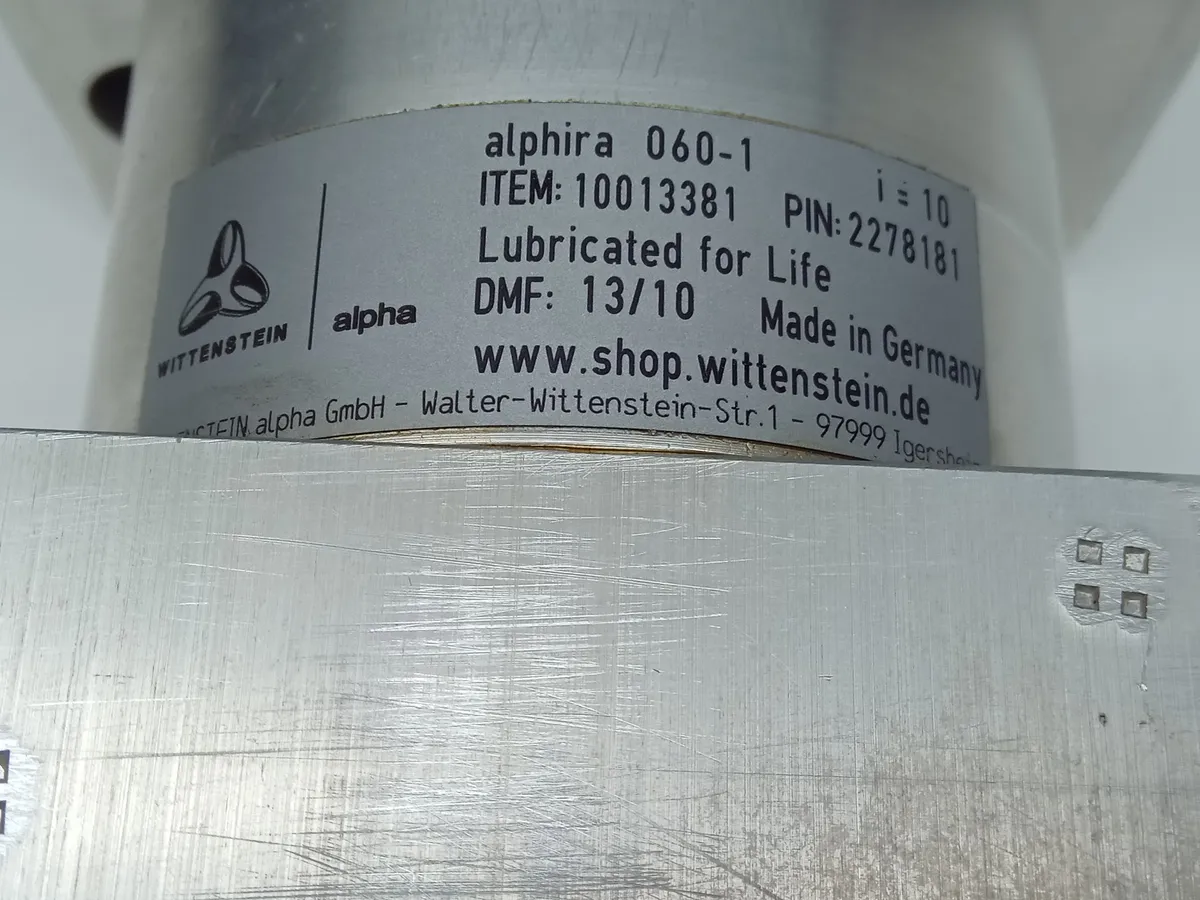 alphira 060-1
i = 10
ITEM: 10013381 PIN: 2278181
Lubricated for Life
DMF: 13/10 Made in Germany
www.shop.wittenstein.de
WITTENSTEIN
alpha
alpha GmbH - Walter-Wittenstein-Str.1 - 97999